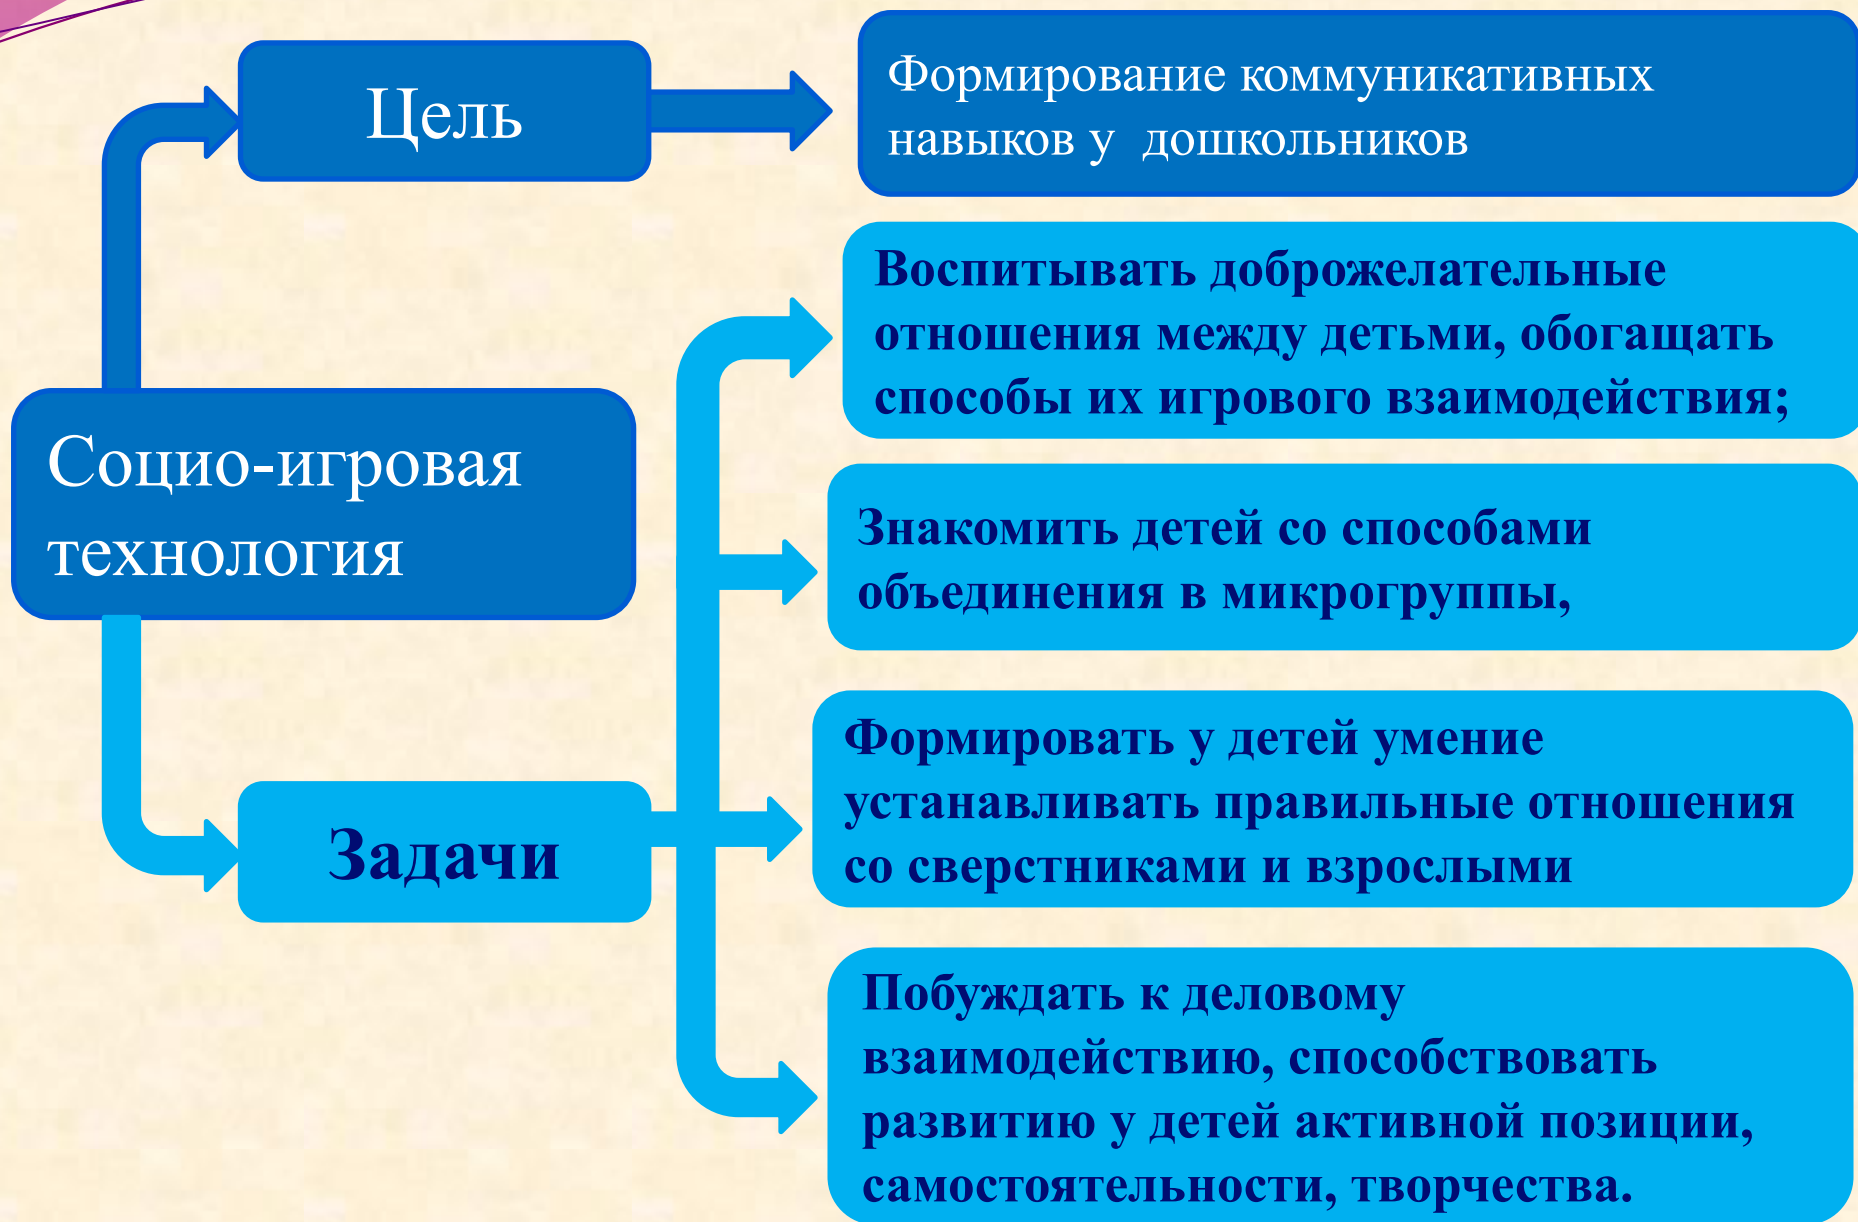 Цель
Формирование коммуникативных
навыков у дошкольников
Социо-игровая
технология
Задачи
Воспитывать доброжелательные
отношения между детьми, обогащать
способы их игрового взаимодействия;
Знакомить детей со способами
объединения в микрогруппы,
Формировать у детей умение
устанавливать правильные отношения
со сверстниками и взрослыми
Побуждать к деловому
взаимодействию, способствовать
развитию у детей активной позиции,
самостоятельности, творчества.